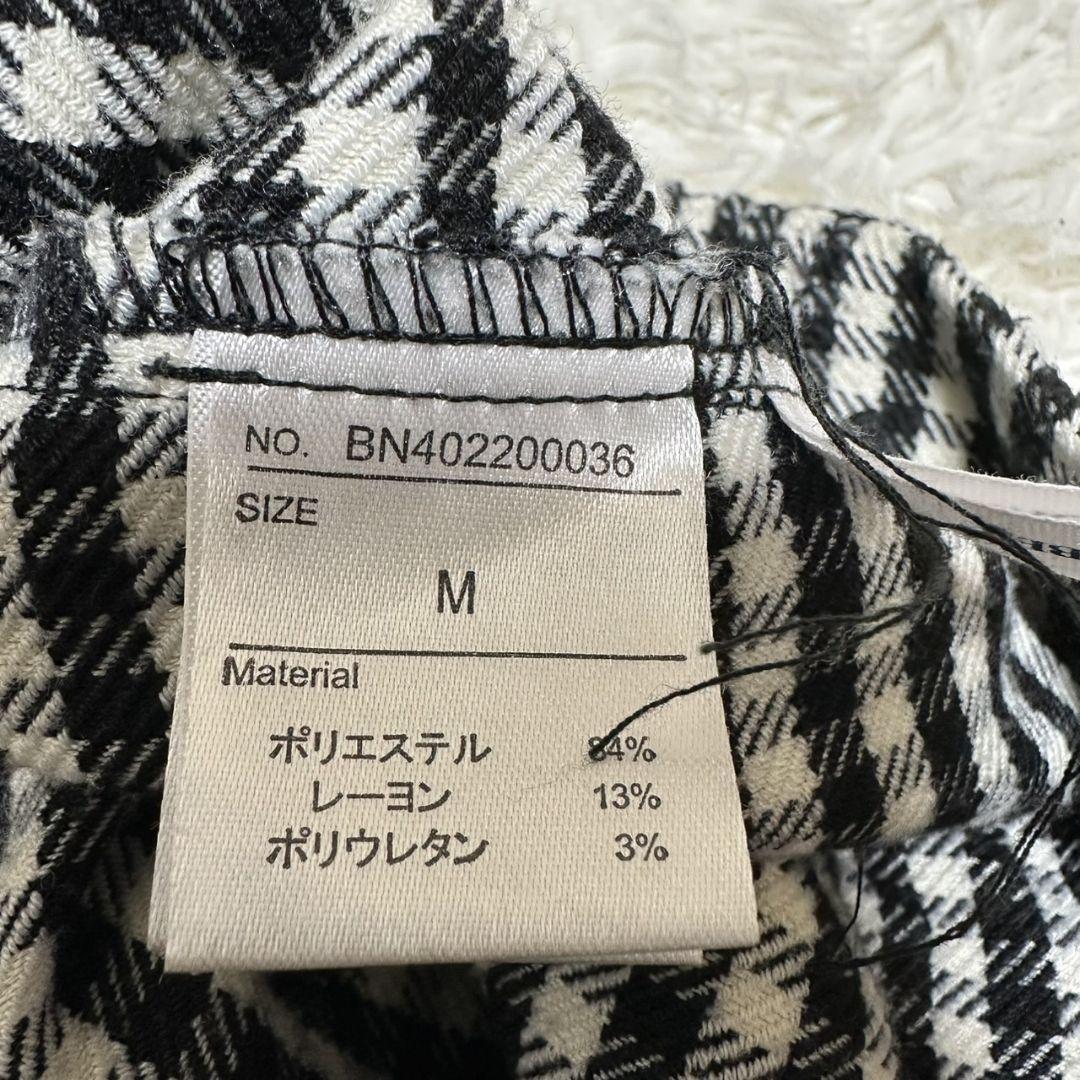 NO. BN402200036
SIZE
M
Material
ポリエステル 84%
レーヨン 13%
ポリウレタン 3%